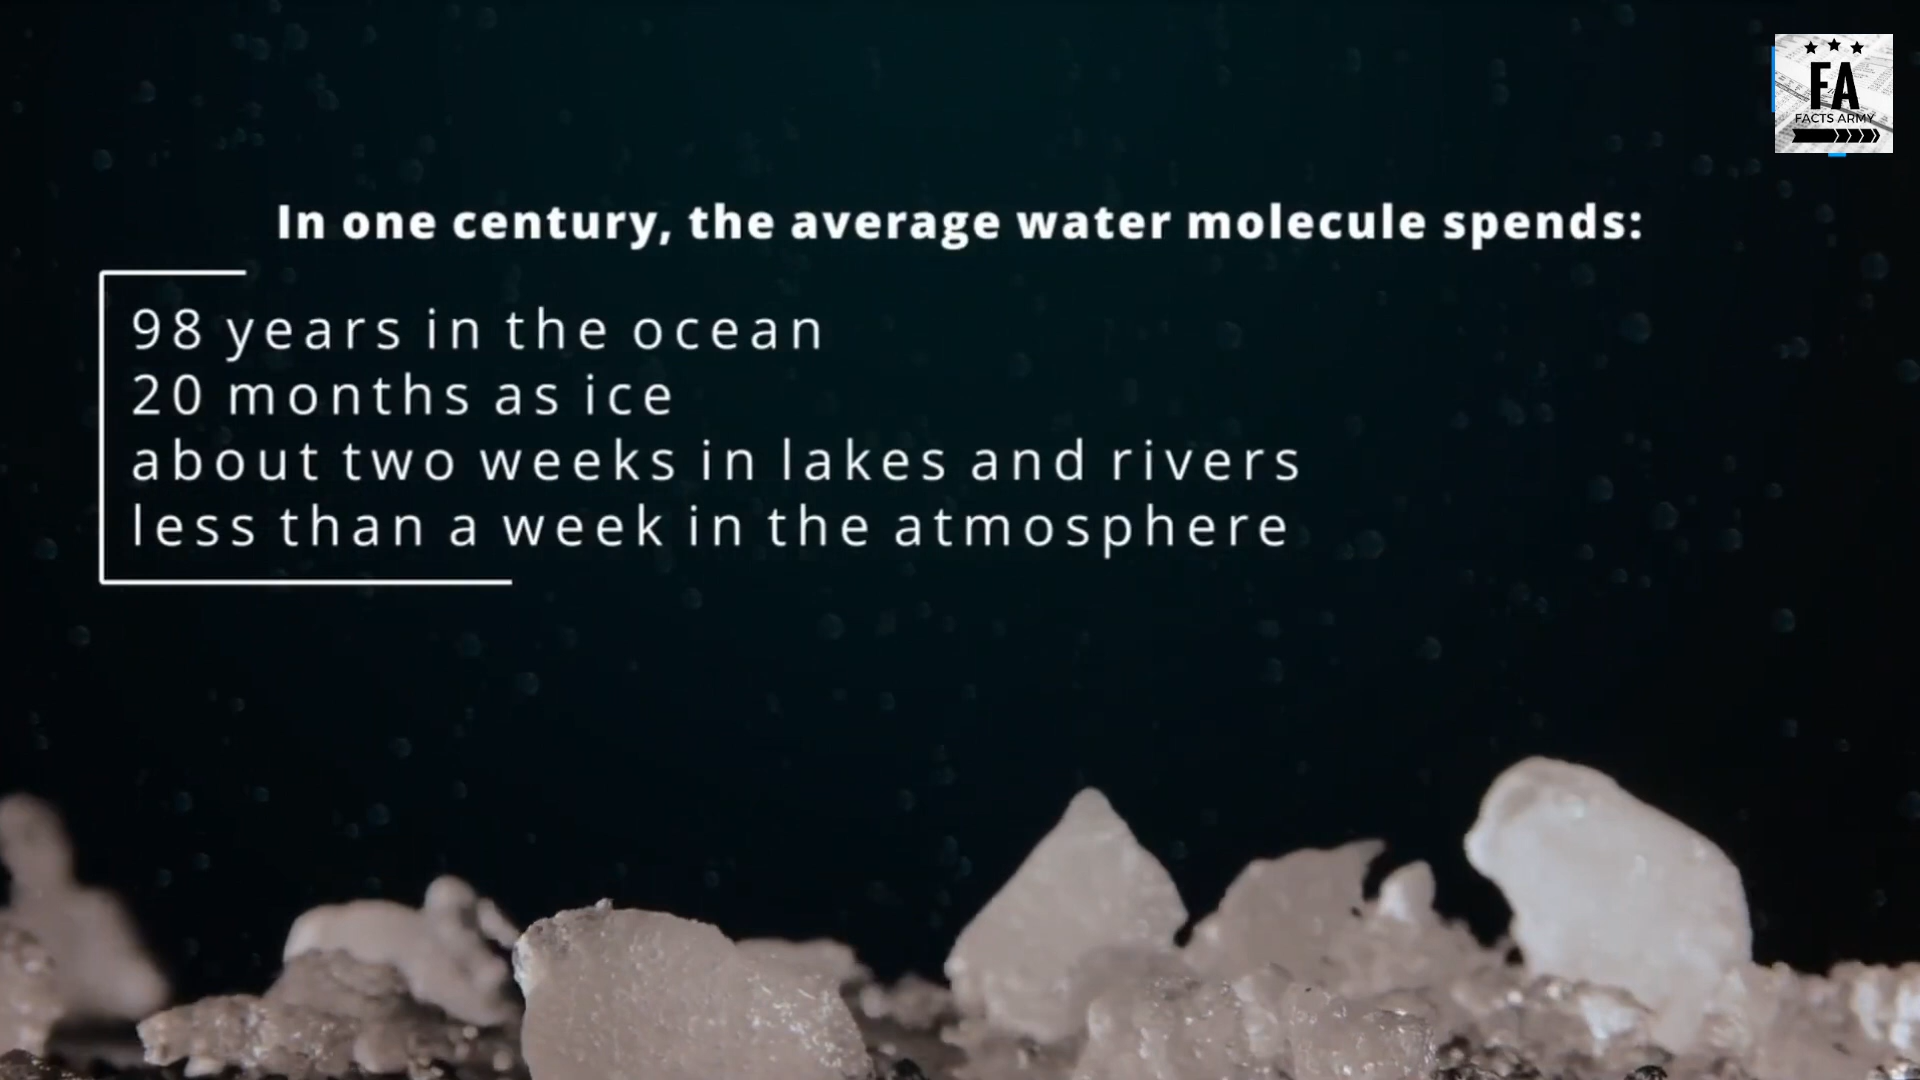 FA
FACTS ARMY
In one century, the average water molecule spends:
98 years in the ocean
20 months as ice
about two weeks in lakes and rivers
less than a week in the atmosphere